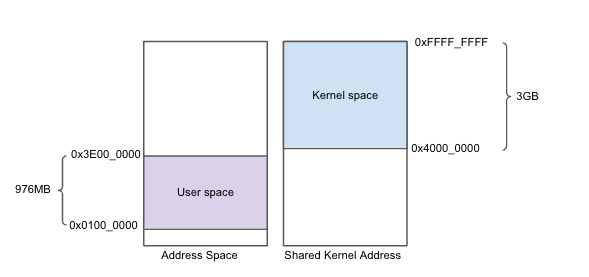 0xFFFF_FFFF
Kernel space
3GB
0x4000_0000
0x3E00_0000
976MB
User space
0x0100_0000
Address Space
Shared Kernel Address